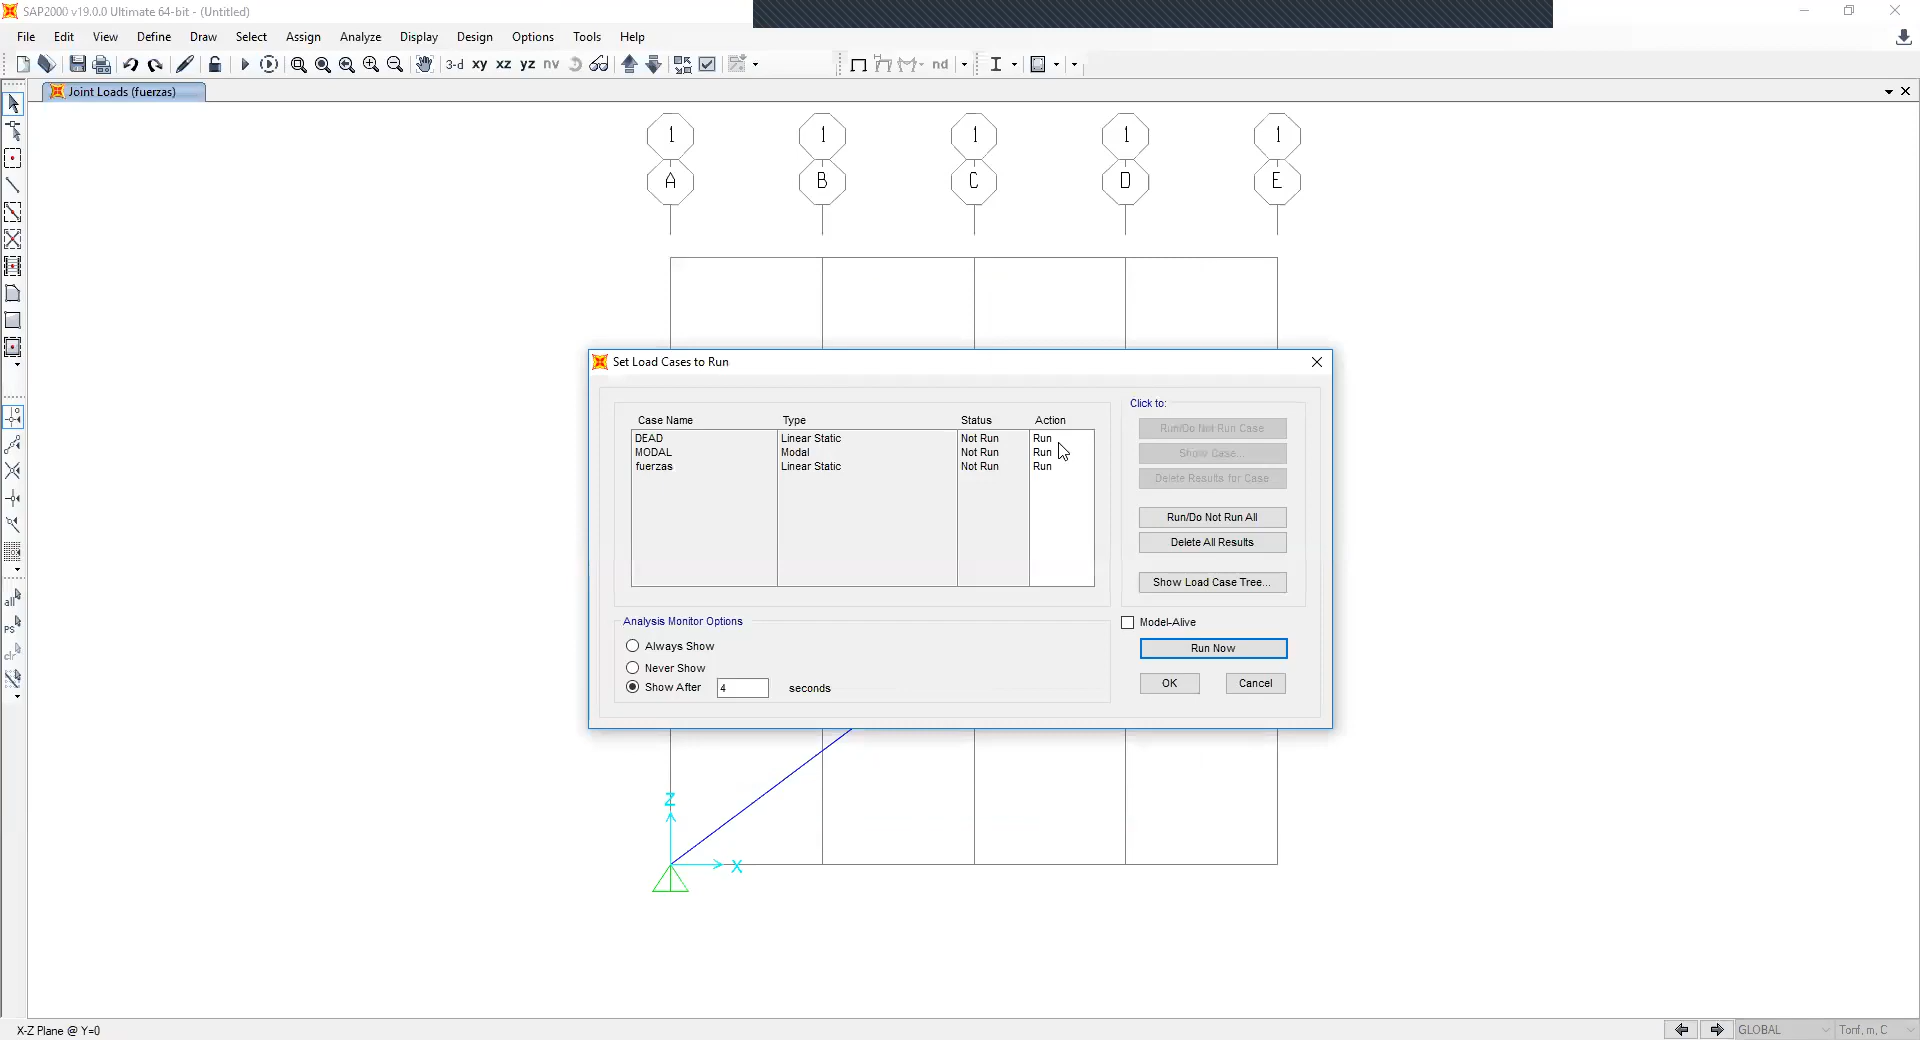 SAP2000 v19.0.0 Ultimate 64-bit - (Untitled)
File Edit View Define Draw Select Assign Analyze Display Design Options Tools Help
3-d xy xz yz nv nd
Joint Loads (fuerzas)
1 1 1 1 1
A B C D E
Set Load Cases to Run
Click to:
Case Name Type Status Action
DEAD Linear Static Not Run Run
MODAL Modal Not Run Run
fuerzas Linear Static Not Run Run
Run/Do Not Run Case
Show Case...
Delete Results for Case
Run/Do Not Run All
Delete All Results
Show Load Case Tree...
Analysis Monitor Options
Always Show
Never Show
Show After 4 seconds
Model-Alive
Run Now
OK Cancel
all
PS
clr
Z
X
X-Z Plane @ Y=0
GLOBAL Tonf, m, C